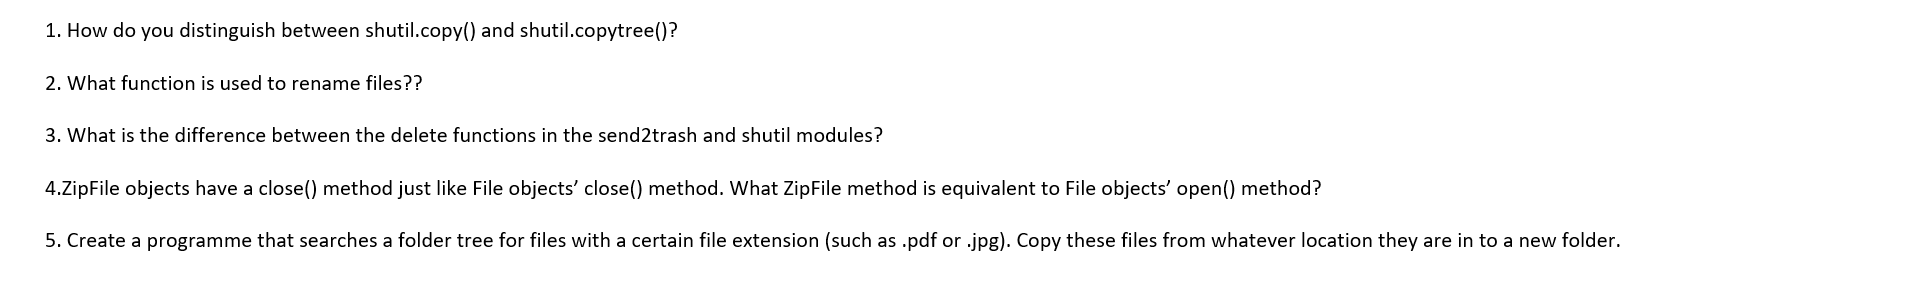 1. How do you distinguish between shutil.copy() and shutil.copytree()?
2. What function is used to rename files??
3. What is the difference between the delete functions in the send2trash and shutil modules?
4.ZipFile objects have a close() method just like File objects’ close() method. What ZipFile method is equivalent to File objects’ open() method?
5. Create a programme that searches a folder tree for files with a certain file extension (such as .pdf or .jpg). Copy these files from whatever location they are in to a new folder.